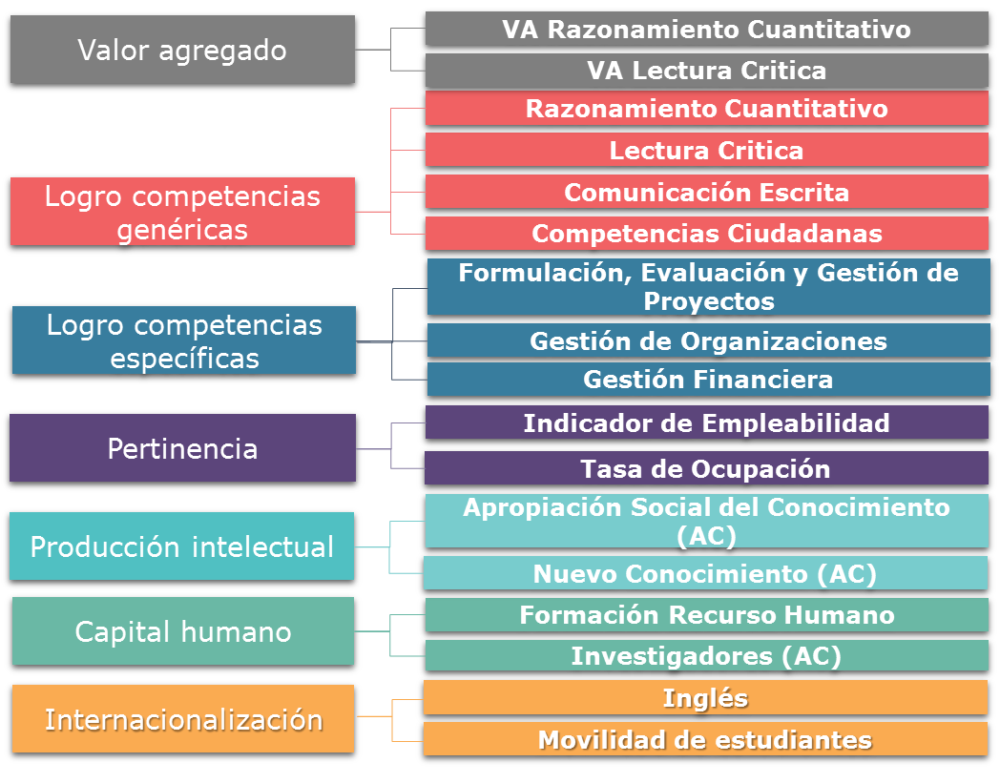 Valor agregado
VA Razonamiento Cuantitativo
VA Lectura Critica
Logro competencias
genéricas
Razonamiento Cuantitativo
Lectura Critica
Comunicación Escrita
Competencias Ciudadanas
Logro competencias
específicas
Formulación, Evaluación y Gestión de
Proyectos
Gestión de Organizaciones
Gestión Financiera
Pertinencia
Indicador de Empleabilidad
Tasa de Ocupación
Producción intelectual
Apropiación Social del Conocimiento
(AC)
Nuevo Conocimiento (AC)
Capital humano
Formación Recurso Humano
Investigadores (AC)
Internacionalización
Inglés
Movilidad de estudiantes